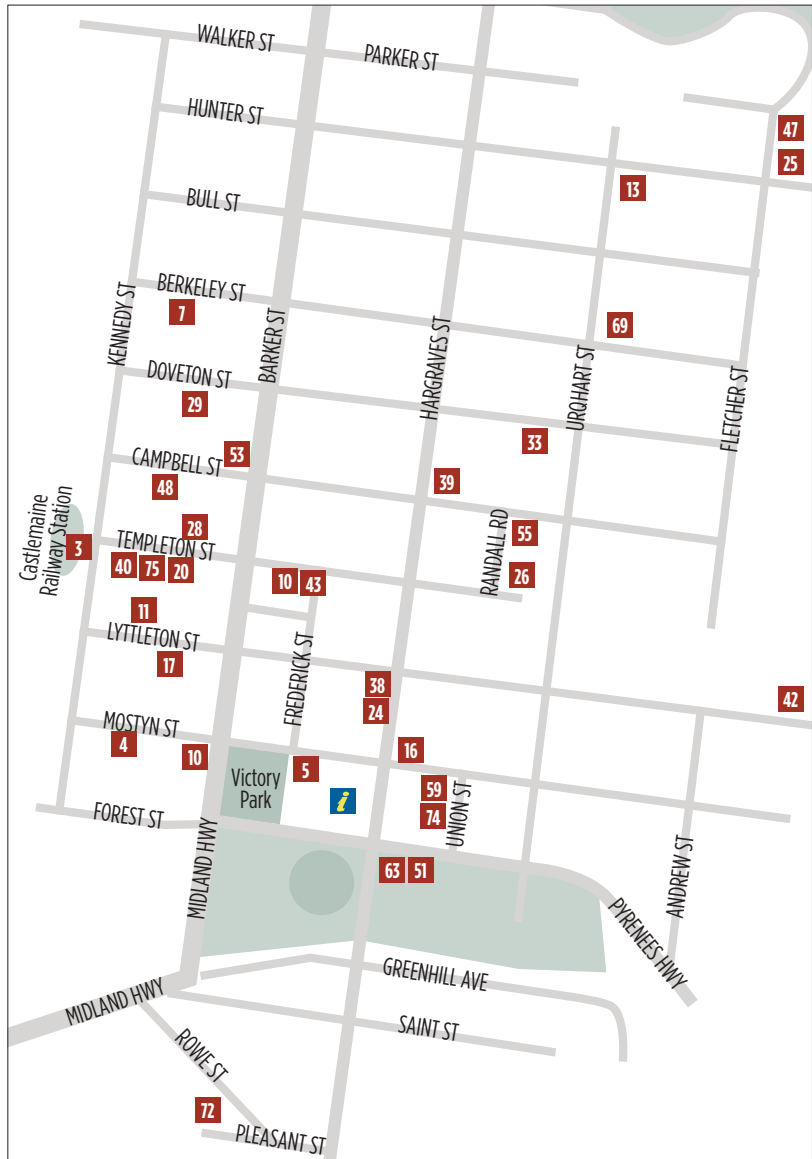 WALKER ST
PARKER ST
HUNTER ST
47
25
13
BULL ST
BERKELEY ST
7
KENNEDY ST
BARKER ST
HARGRAVES ST
69
URQUHART ST
FLETCHER ST
DOVETON ST
29
33
53
CAMPBELL ST
48
39
28
RANDALL RD
55
26
Castlemaine
Railway Station
3
TEMPLETON ST
40
75
20
10
43
11
LYTTLETON ST
17
FREDERICK ST
38
24
42
MOSTYN ST
4
10
Victory
Park
5
i
16
59
74
UNION ST
FOREST ST
MIDLAND HWY
63
51
ANDREW ST
PYRENEES HWY
GREENHILL AVE
MIDLAND HWY
SAINT ST
ROWE ST
72
PLEASANT ST